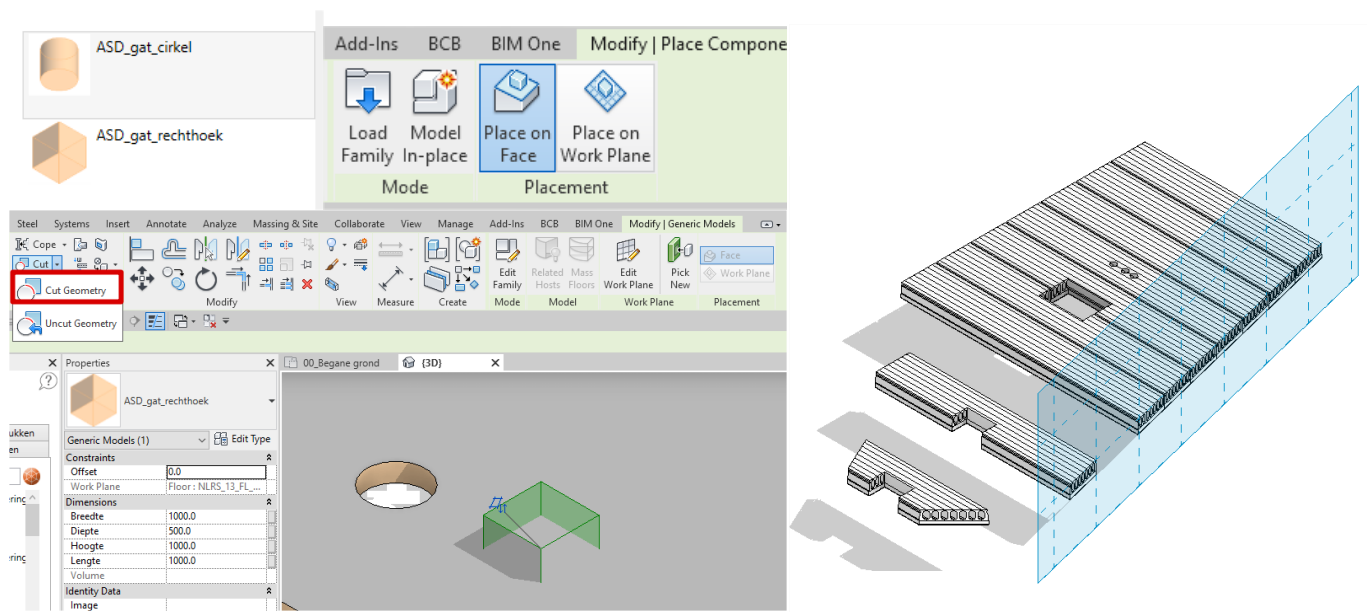 ASD_gat_cirkel
ASD_gat_rechthoek
Add-Ins BCB BIM One Modify | Place Compone
Load Family
Model In-place
Place on Face
Place on Work Plane
Mode Placement
Steel Systems Insert Annotate Analyze Massing & Site Collaborate View Manage Add-Ins BCB BIM One Modify | Generic Models
Cope
Cut
Cut Geometry
Uncut Geometry
Edit Family
Related Hosts
Mass Floors
Edit Work Plane
Pick New
Face
Work Plane
Modify View Measure Create Mode Model Work Plane Placement
Properties
00_Begane grond
{3D}
ASD_gat_rechthoek
ukken
en
Generic Models (1) Edit Type
Constraints
Offset 0.0
Work Plane Floor : NLRS_13_FL_...
Dimensions
Breedte 1000.0
Diepte 500.0
Hoogte 1000.0
Lengte 1000.0
Volume
Identity Data
Image
ering
ering